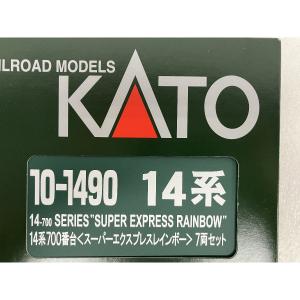 ILROAD MODELS
KATO
10-1490 14系
14-700 SERIES "SUPER EXPRESS RAINBOW"
14系700番台<スーパーエクスプレスレインボー> 7両セット